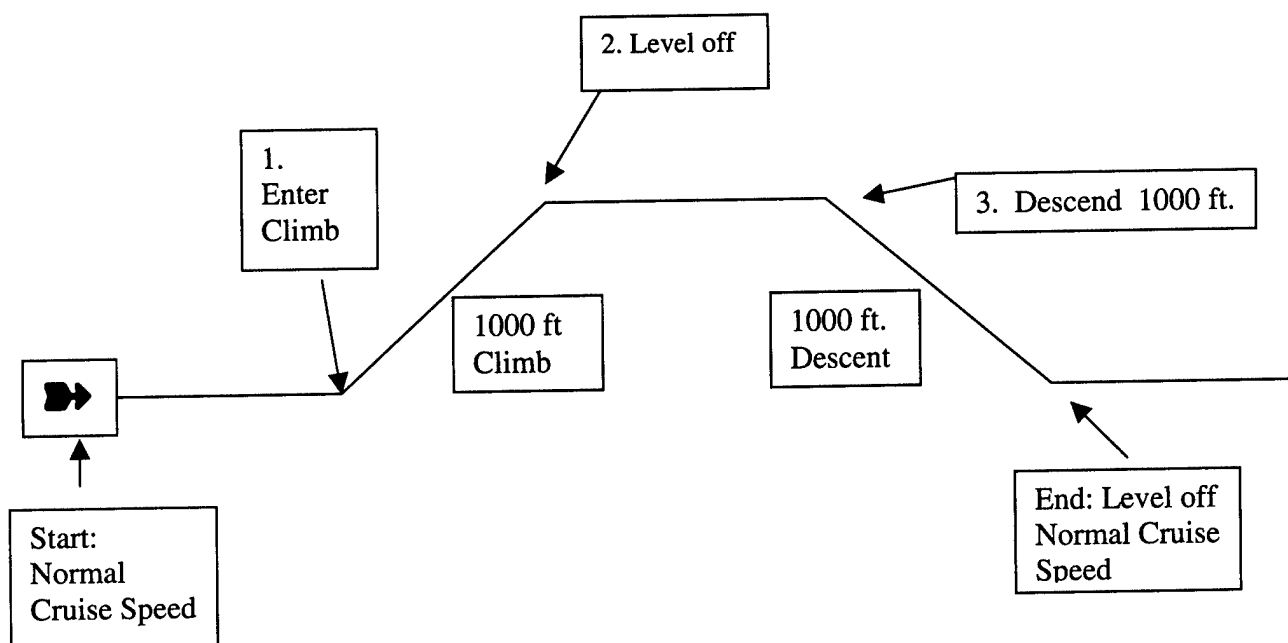 2. Level off
1.
Enter
Climb
3. Descend 1000 ft.
1000 ft
Climb
1000 ft.
Descent
Start:
Normal
Cruise Speed
End: Level off
Normal Cruise
Speed